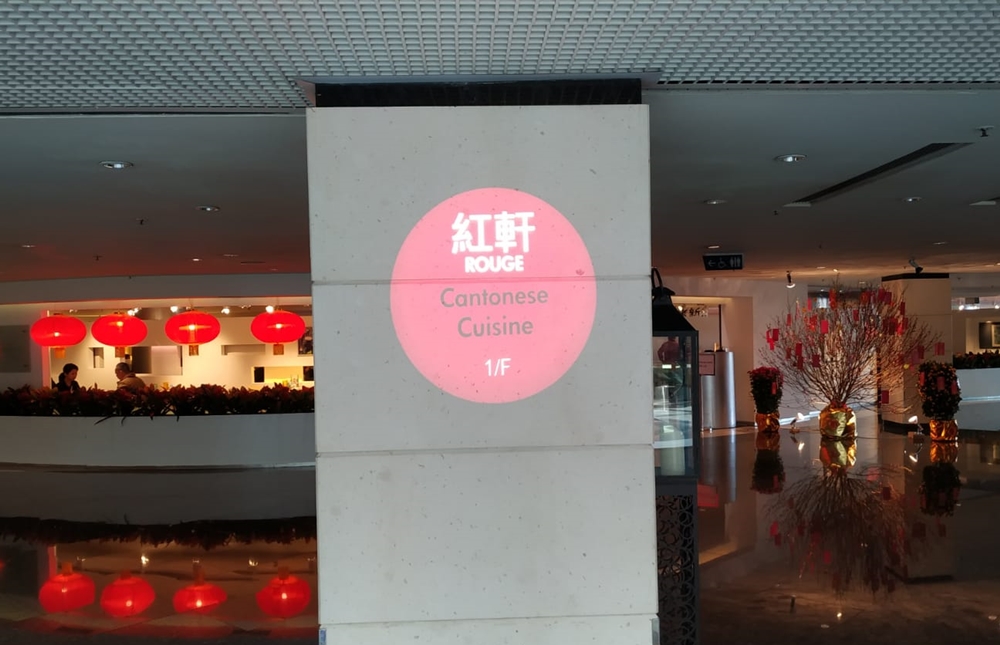 紅軒
ROUGE
Cantonese
Cuisine
1/F